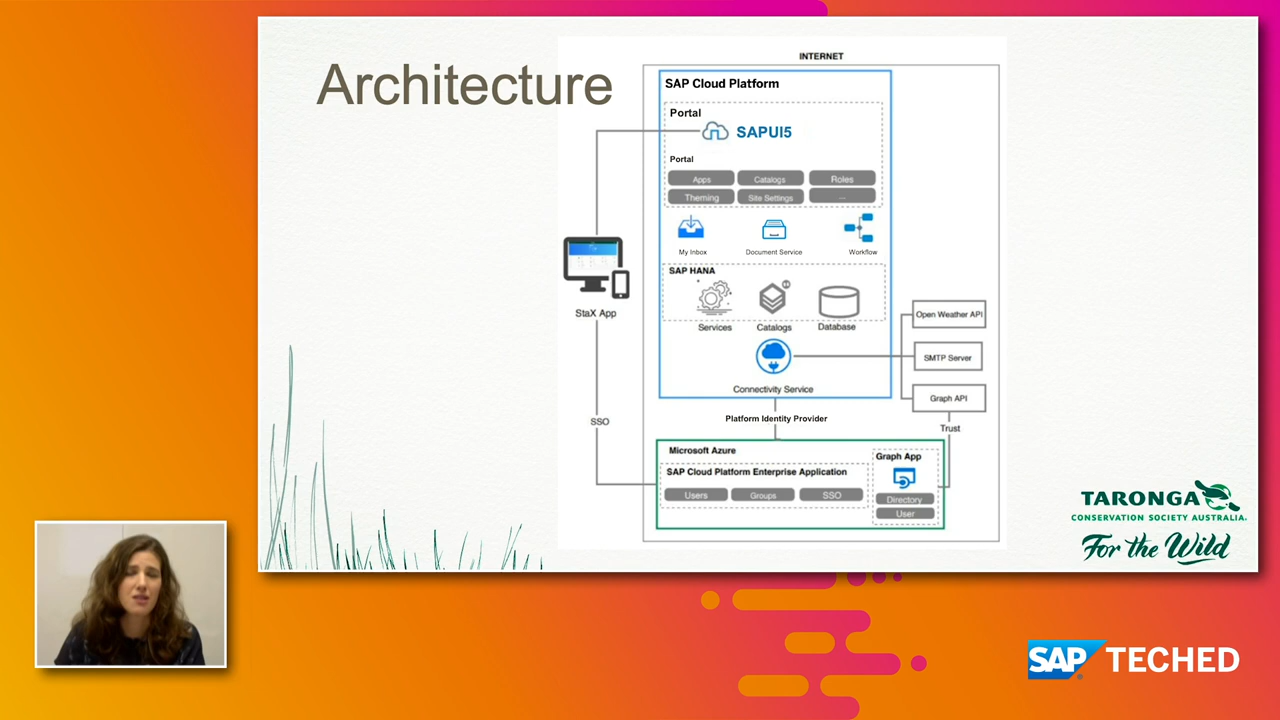 Architecture
INTERNET
SAP Cloud Platform
Portal
SAPUI5
Portal
Apps
Catalogs
Roles
Theming
Site Settings
...
My Inbox
Document Service
Workflow
SAP HANA
Services
Catalogs
Database
StaX App
Connectivity Service
Open Weather API
SMTP Server
Graph API
Trust
SSO
Platform Identity Provider
Microsoft Azure
SAP Cloud Platform Enterprise Application
Users
Groups
SSO
Graph App
Directory
User
TARONGA
CONSERVATION SOCIETY AUSTRALIA.
For the Wild
SAP TECHED